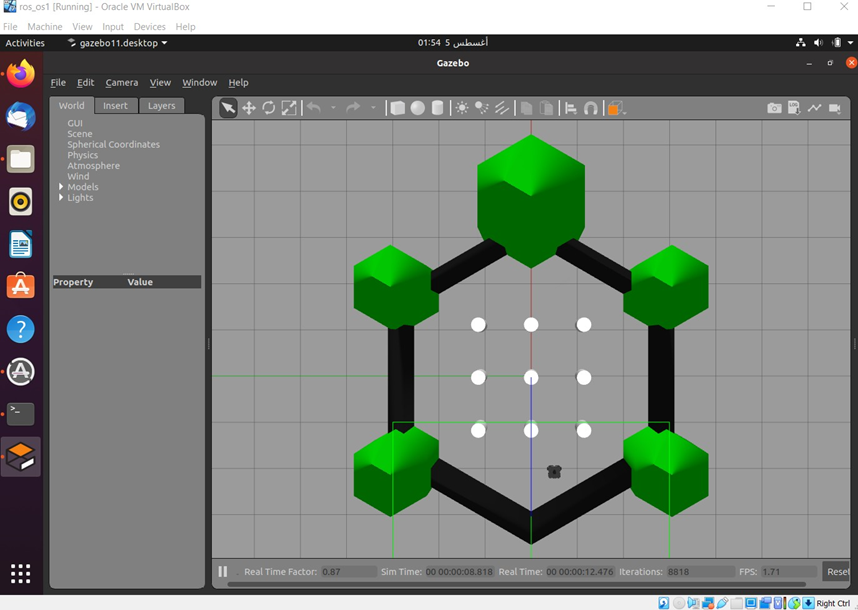 ros_os1 [Running] - Oracle VM VirtualBox
File Machine View Input Devices Help
Activities gazebo11.desktop 01:54 5 أغسطس
Gazebo
File Edit Camera View Window Help
World Insert Layers
GUI
Scene
Spherical Coordinates
Physics
Atmosphere
Wind
Models
Lights
Property Value
Real Time Factor: 0.87 Sim Time: 00 00:00:08.818 Real Time: 00 00:00:12.476 Iterations: 8818 FPS: 1.71 Reset
Right Ctrl